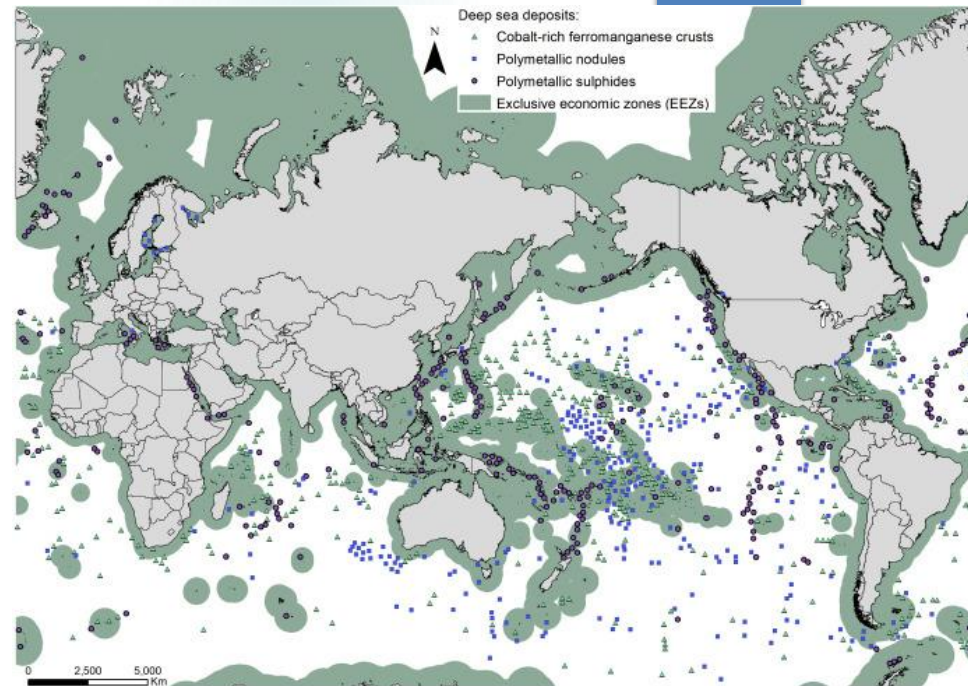 Deep sea deposits:
Cobalt-rich ferromanganese crusts
Polymetallic nodules
Polymetallic sulphides
Exclusive economic zones (EEZs)
N
0 2,500 5,000
Km